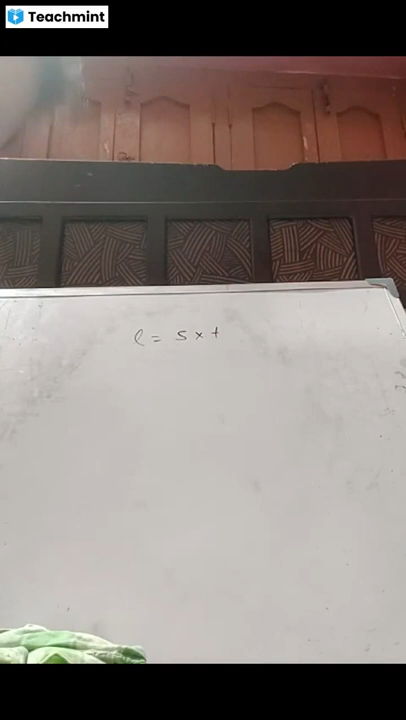 Teachmint
l = s × t